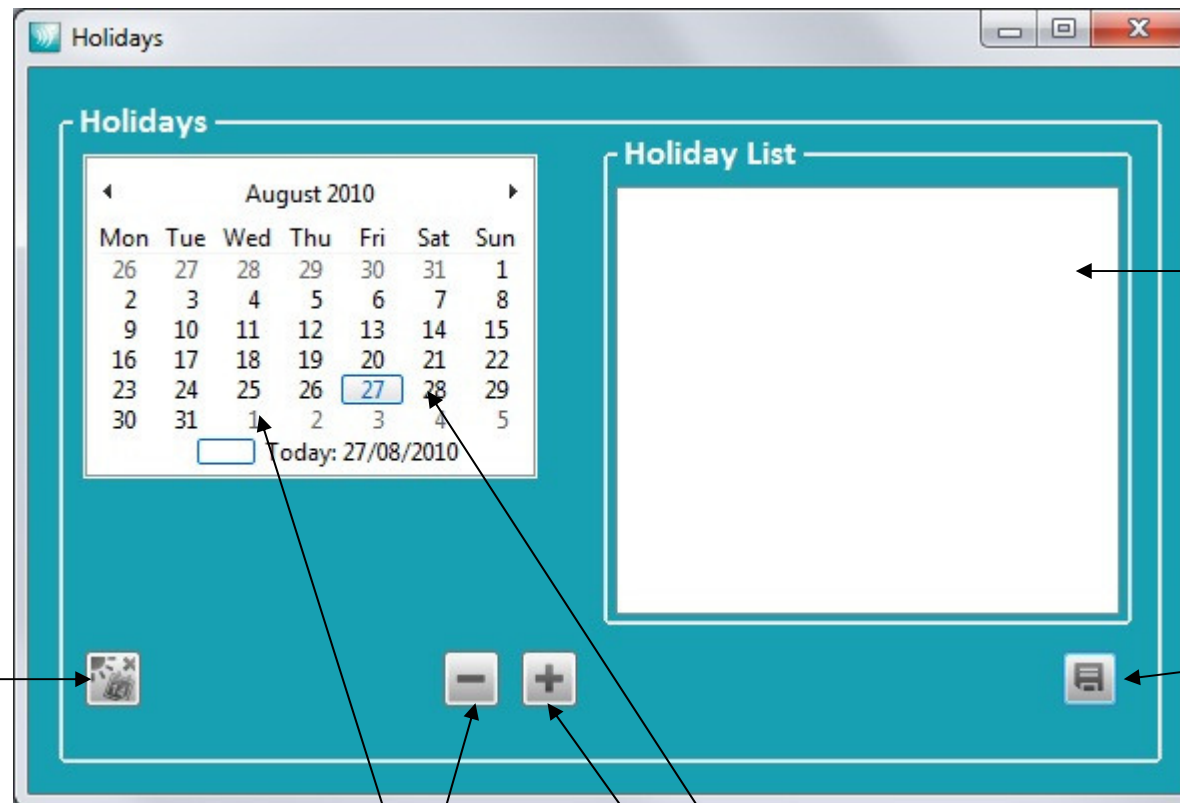 Holidays
Holidays
August 2010
Mon Tue Wed Thu Fri Sat Sun
26 27 28 29 30 31 1
2 3 4 5 6 7 8
9 10 11 12 13 14 15
16 17 18 19 20 21 22
23 24 25 26 27 28 29
30 31 1 2 3 4 5
Today: 27/08/2010
Holiday List